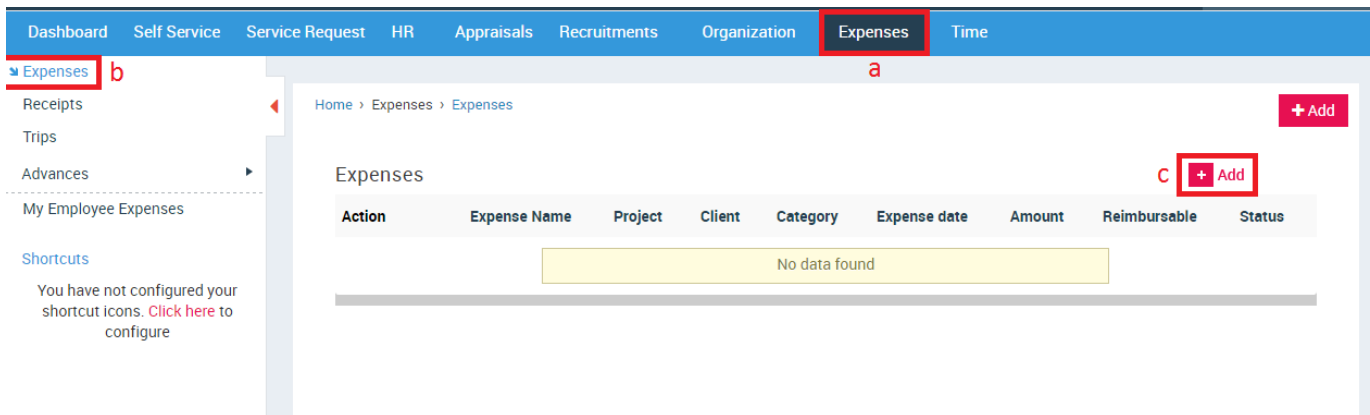 Dashboard Self Service Service Request HR Appraisals Recruitments Organization Expenses Time
a
Expenses b
Receipts
Trips
Advances
My Employee Expenses
Shortcuts
You have not configured your
shortcut icons. Click here to
configure
Home › Expenses › Expenses
+ Add
Expenses
c + Add
Action Expense Name Project Client Category Expense date Amount Reimbursable Status
No data found